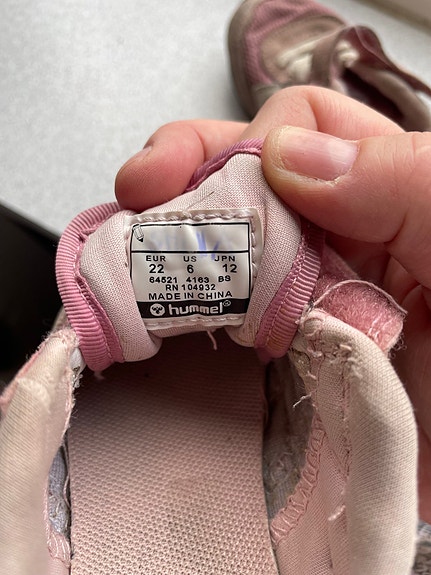 EUR US JPN
22 6 12
64521 4163 BS
RN 104932
MADE IN CHINA
hummel®